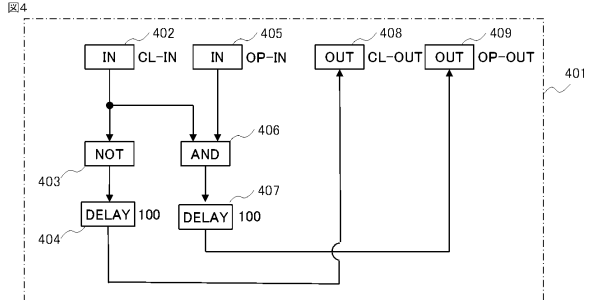 図4
402 405 408 409
IN CL-IN IN OP-IN OUT CL-OUT OUT OP-OUT
401
406
NOT AND
403 407
DELAY 100 DELAY 100
404